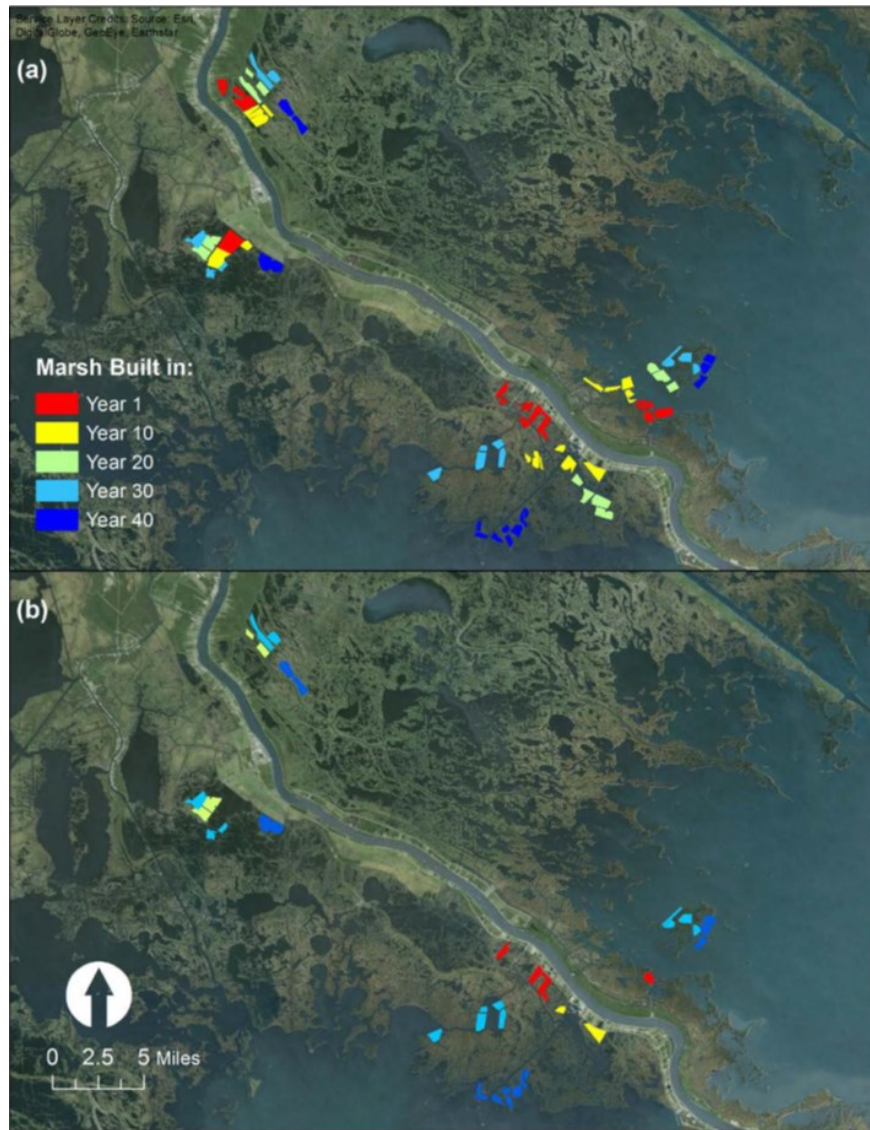 Service Layer Credits: Source: Esri,
DigitalGlobe, GeoEye, Earthstar
(a)
Marsh Built in:
Year 1
Year 10
Year 20
Year 30
Year 40
(b)
0 2.5 5 Miles